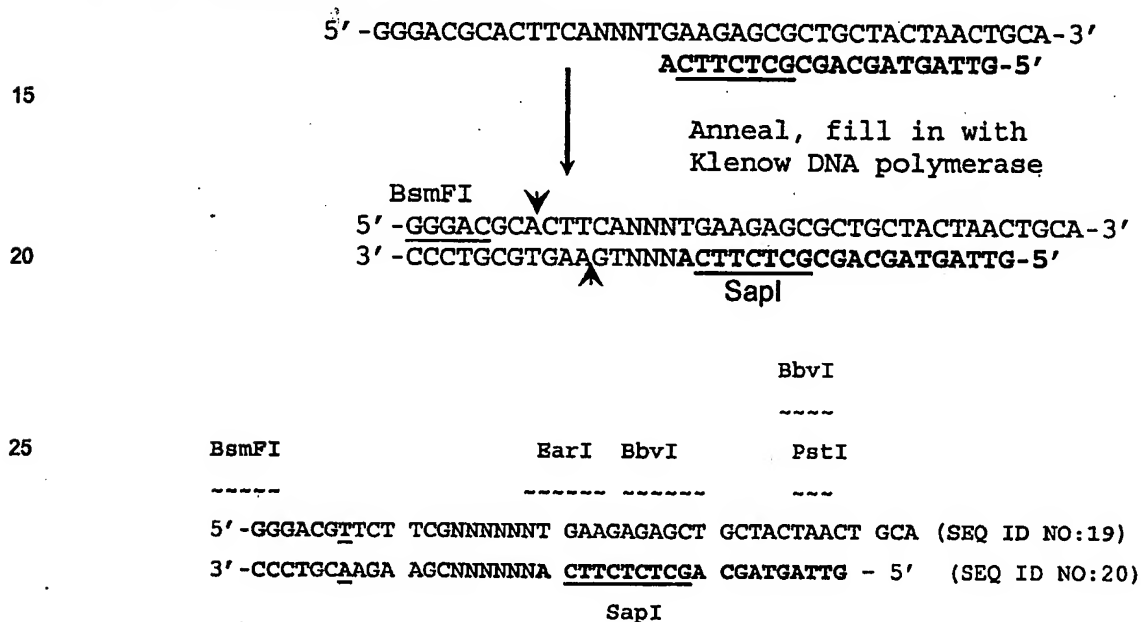 5'-GGGACGCACTTCANNNTGAAGAGCGCTGCTACTAACTGCA-3'
ACTTCTCGCGACGATGATTG-5'
15
Anneal, fill in with
Klenow DNA polymerase
BsmFI
5'-GGGACGCACTTCANNNTGAAGAGCGCTGCTACTAACTGCA-3'
20 3'-CCCTGCGTGAAGTNNNACTTCTCGCGACGATGATTG-5'
SapI
BbvI
~~~~
25 BsmFI EarI BbvI PstI
~~~~~ ~~~~~~ ~~~~~~ ~~~
5'-GGGACGTTCT TCGNNNNNNT GAAGAGAGCT GCTACTAACT GCA (SEQ ID NO:19)
3'-CCCTGCAAGA AGCNNNNNNA CTTCTCTCGA CGATGATTG - 5' (SEQ ID NO:20)
SapI